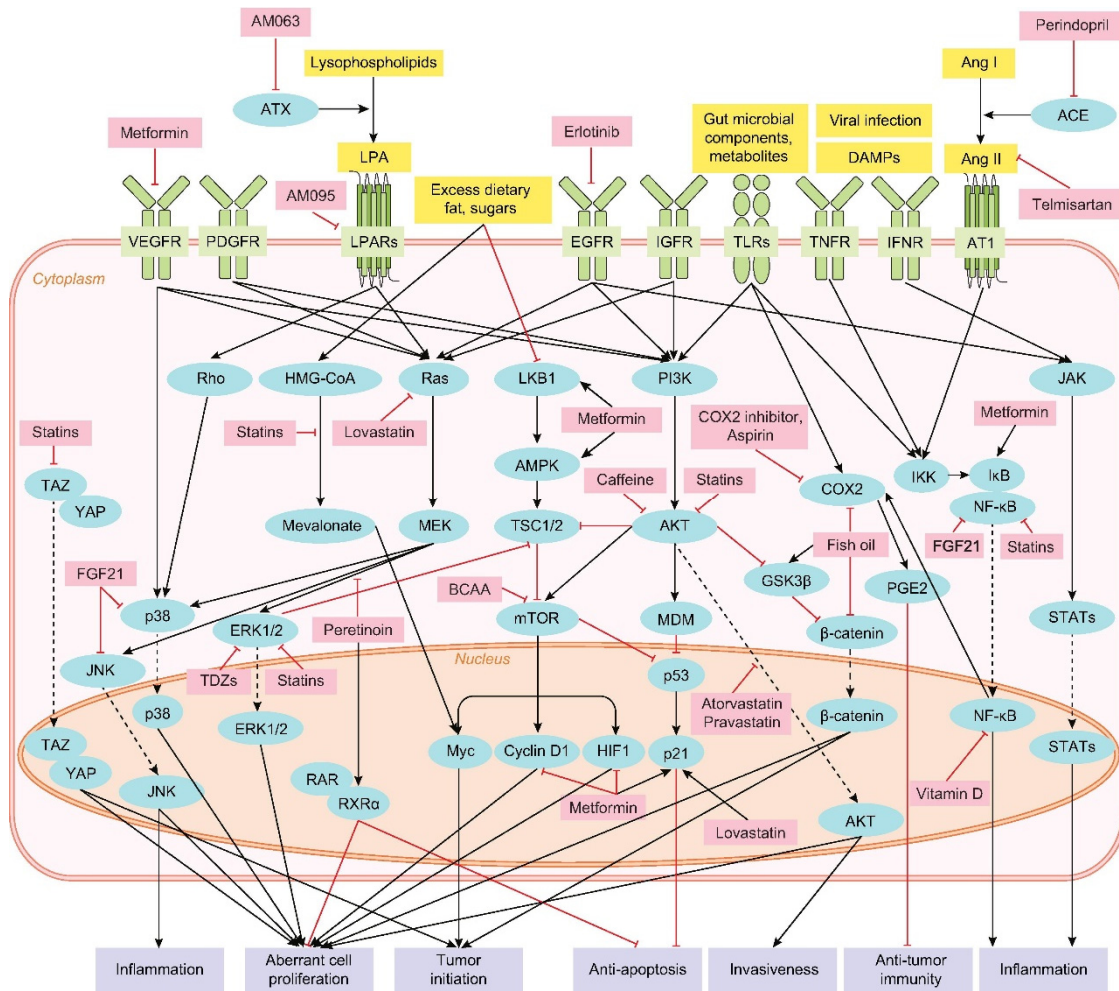 AM063
Perindopril
Lysophospholipids
Ang I
ATX
ACE
Metformin
Erlotinib
Gut microbial
components,
metabolites
Viral infection
LPA
DAMPs
Ang II
AM095
Excess dietary
fat, sugars
Telmisartan
VEGFR
PDGFR
LPARs
EGFR
IGFR
TLRs
TNFR
IFNR
AT1
Cytoplasm
Rho
HMG-CoA
Ras
LKB1
PI3K
JAK
Statins
Statins
Lovastatin
Metformin
COX2 inhibitor,
Aspirin
Metformin
TAZ
YAP
AMPK
Caffeine
Statins
COX2
IKK
IκB
NF-κB
Mevalonate
MEK
TSC1/2
AKT
FGF21
Statins
Fish oil
FGF21
BCAA
GSK3β
PGE2
p38
ERK1/2
Peretinoin
mTOR
MDM
β-catenin
STATs
JNK
TDZs
Statins
Nucleus
p53
p38
ERK1/2
Atorvastatin
Pravastatin
β-catenin
NF-κB
TAZ
YAP
Myc
Cyclin D1
HIF1
p21
STATs
JNK
RAR
RXRα
Metformin
Vitamin D
Lovastatin
AKT
Inflammation
Aberrant cell
proliferation
Tumor
initiation
Anti-apoptosis
Invasiveness
Anti-tumor
immunity
Inflammation